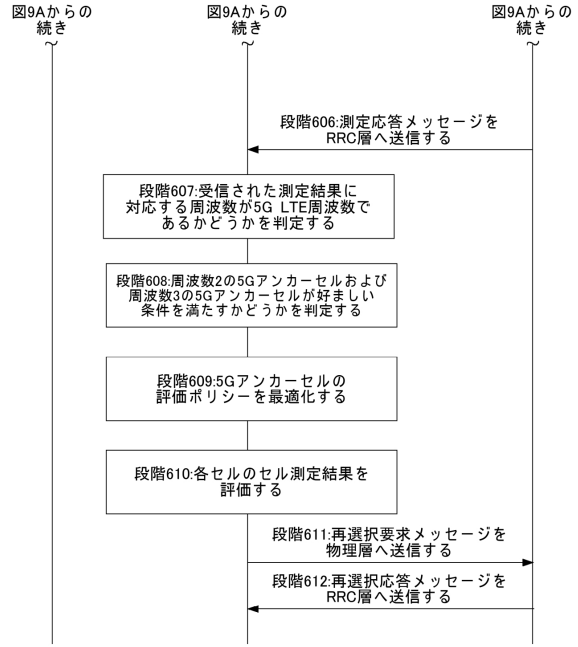 図9Aからの
続き
図9Aからの
続き
図9Aからの
続き
段階606:測定応答メッセージを
RRC層へ送信する
段階607:受信された測定結果に
対応する周波数が5G LTE周波数で
あるかどうかを判定する
段階608:周波数2の5Gアンカーセルおよび
周波数3の5Gアンカーセルが好ましい
条件を満たすかどうかを判定する
段階609:5Gアンカーセルの
評価ポリシーを最適化する
段階610:各セルのセル測定結果を
評価する
段階611:再選択要求メッセージを
物理層へ送信する
段階612:再選択応答メッセージを
RRC層へ送信する